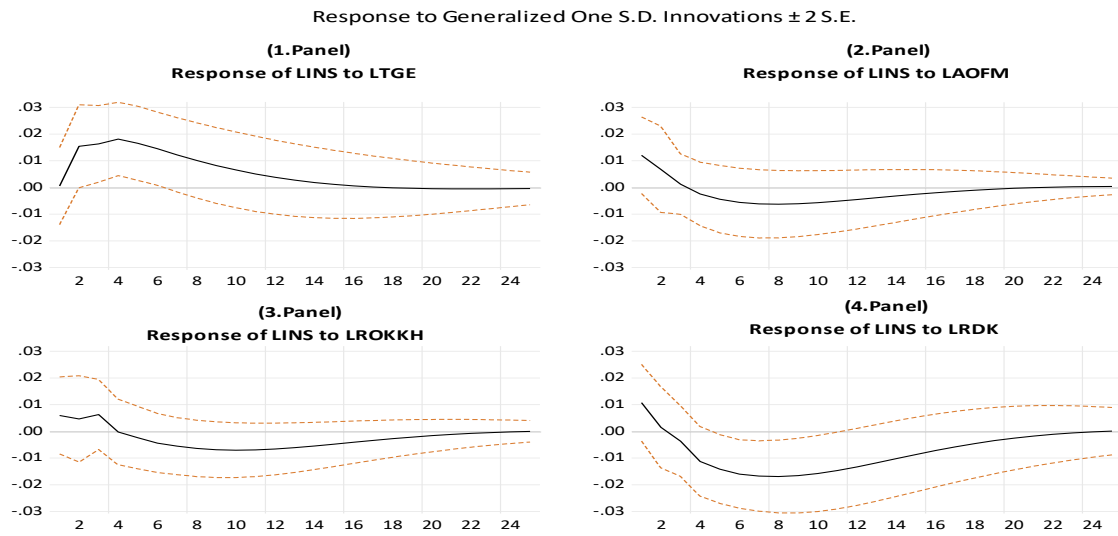 Response to Generalized One S.D. Innovations ± 2 S.E.
(1.Panel)
Response of LINS to LTGE
.03
.02
.01
.00
-.01
-.02
-.03
2 4 6 8 10 12 14 16 18 20 22 24
(2.Panel)
Response of LINS to LAOFM
.03
.02
.01
.00
-.01
-.02
-.03
2 4 6 8 10 12 14 16 18 20 22 24
(3.Panel)
Response of LINS to LROKKH
.03
.02
.01
.00
-.01
-.02
-.03
2 4 6 8 10 12 14 16 18 20 22 24
(4.Panel)
Response of LINS to LRDK
.03
.02
.01
.00
-.01
-.02
-.03
2 4 6 8 10 12 14 16 18 20 22 24